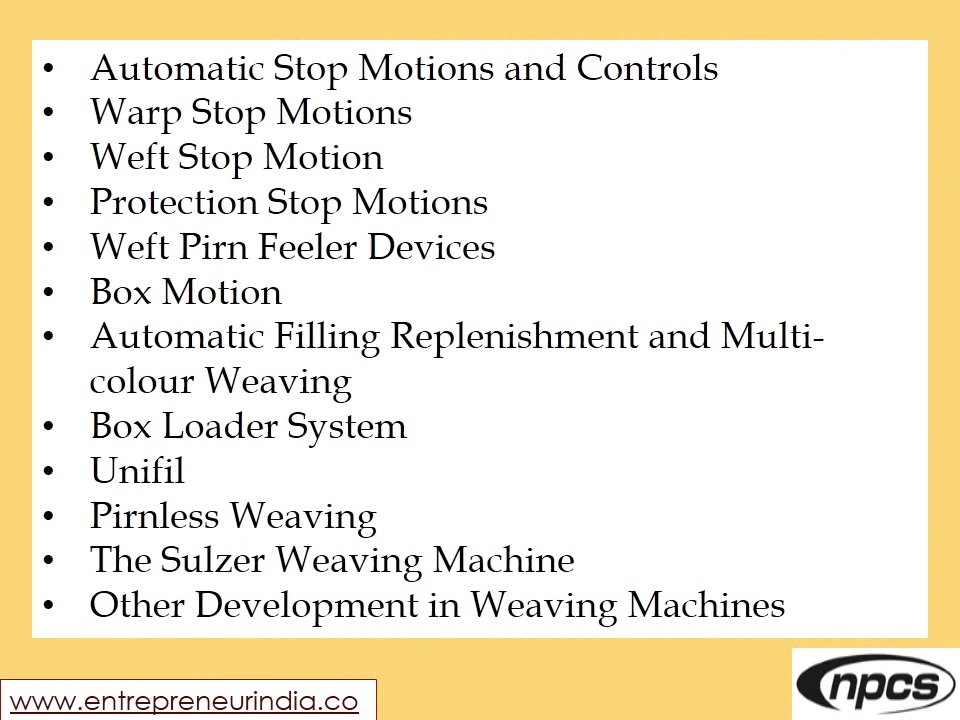 • Automatic Stop Motions and Controls
• Warp Stop Motions
• Weft Stop Motion
• Protection Stop Motions
• Weft Pirn Feeler Devices
• Box Motion
• Automatic Filling Replenishment and Multi-
colour Weaving
• Box Loader System
• Unifil
• Pirnless Weaving
• The Sulzer Weaving Machine
• Other Development in Weaving Machines
www.entrepreneurindia.co
npcs